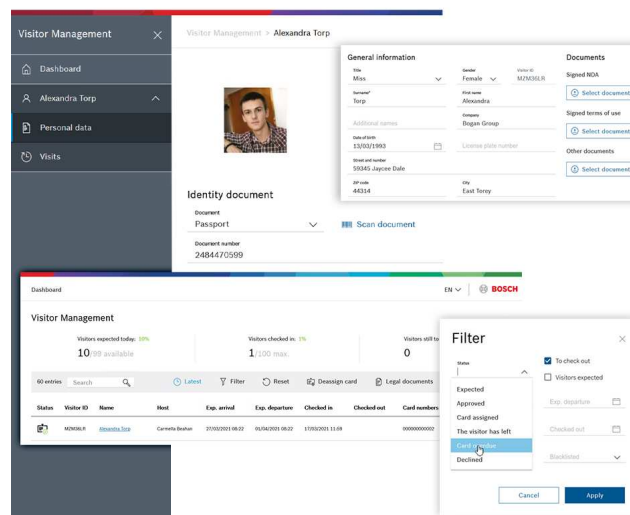 Visitor Management
Visitor Management > Alexandra Torp
Dashboard
Alexandra Torp
Personal data
Visits
General information
Title
Miss
Gender
Female
Visitor ID
MZM36LR
Surname*
Torp
First name
Alexandra
Additional names
Company
Bogan Group
Date of birth
13/03/1993
License plate number
Street and number
59345 Jaycee Dale
ZIP code
44314
City
East Torey
Documents
Signed NDA
Select document
Signed terms of use
Select document
Other documents
Select document
Identity document
Document
Passport
Scan document
Document number
2484470599
Dashboard
EN
BOSCH
Visitor Management
Visitors expected today: 10%
10/99 available
Visitors checked in: 1%
1/100 max.
Visitors still to
0
60 entries Search Latest Filter Reset Deassign card Legal documents
Status Visitor ID Name Host Exp. arrival Exp. departure Checked in Checked out Card numbers
MZM36LR Alexandra Torp Carmella Beahan 27/03/2021 08:22 01/04/2021 08:22 17/03/2021 11:59 000000000002
Filter
Status
To check out
Visitors expected
Expected
Approved
Card assigned
The visitor has left
Declined
Exp. departure
Checked out
Blacklisted
Cancel
Apply